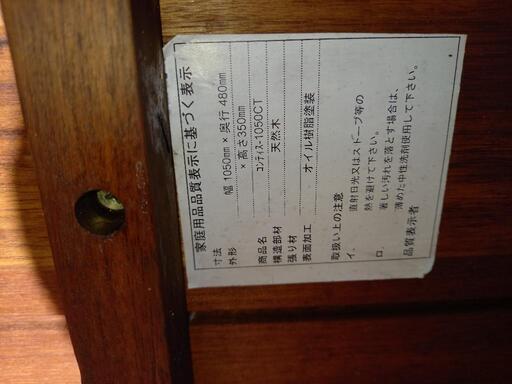 家庭用品品質表示に基づく表示
寸法 幅 1050mm × 奥行 480mm
外形 × 高さ350mm
商品名 コンティス-1050CT
構造部材 天然木
張り材
表面加工 オイル樹脂塗装
取扱い上の注意
イ. 直射日光又はストーブ等の
熱を避けて下さい。
ロ. 著しい汚れを落とす場合は、
薄めた中性洗剤使用して下さい。
品質表示者